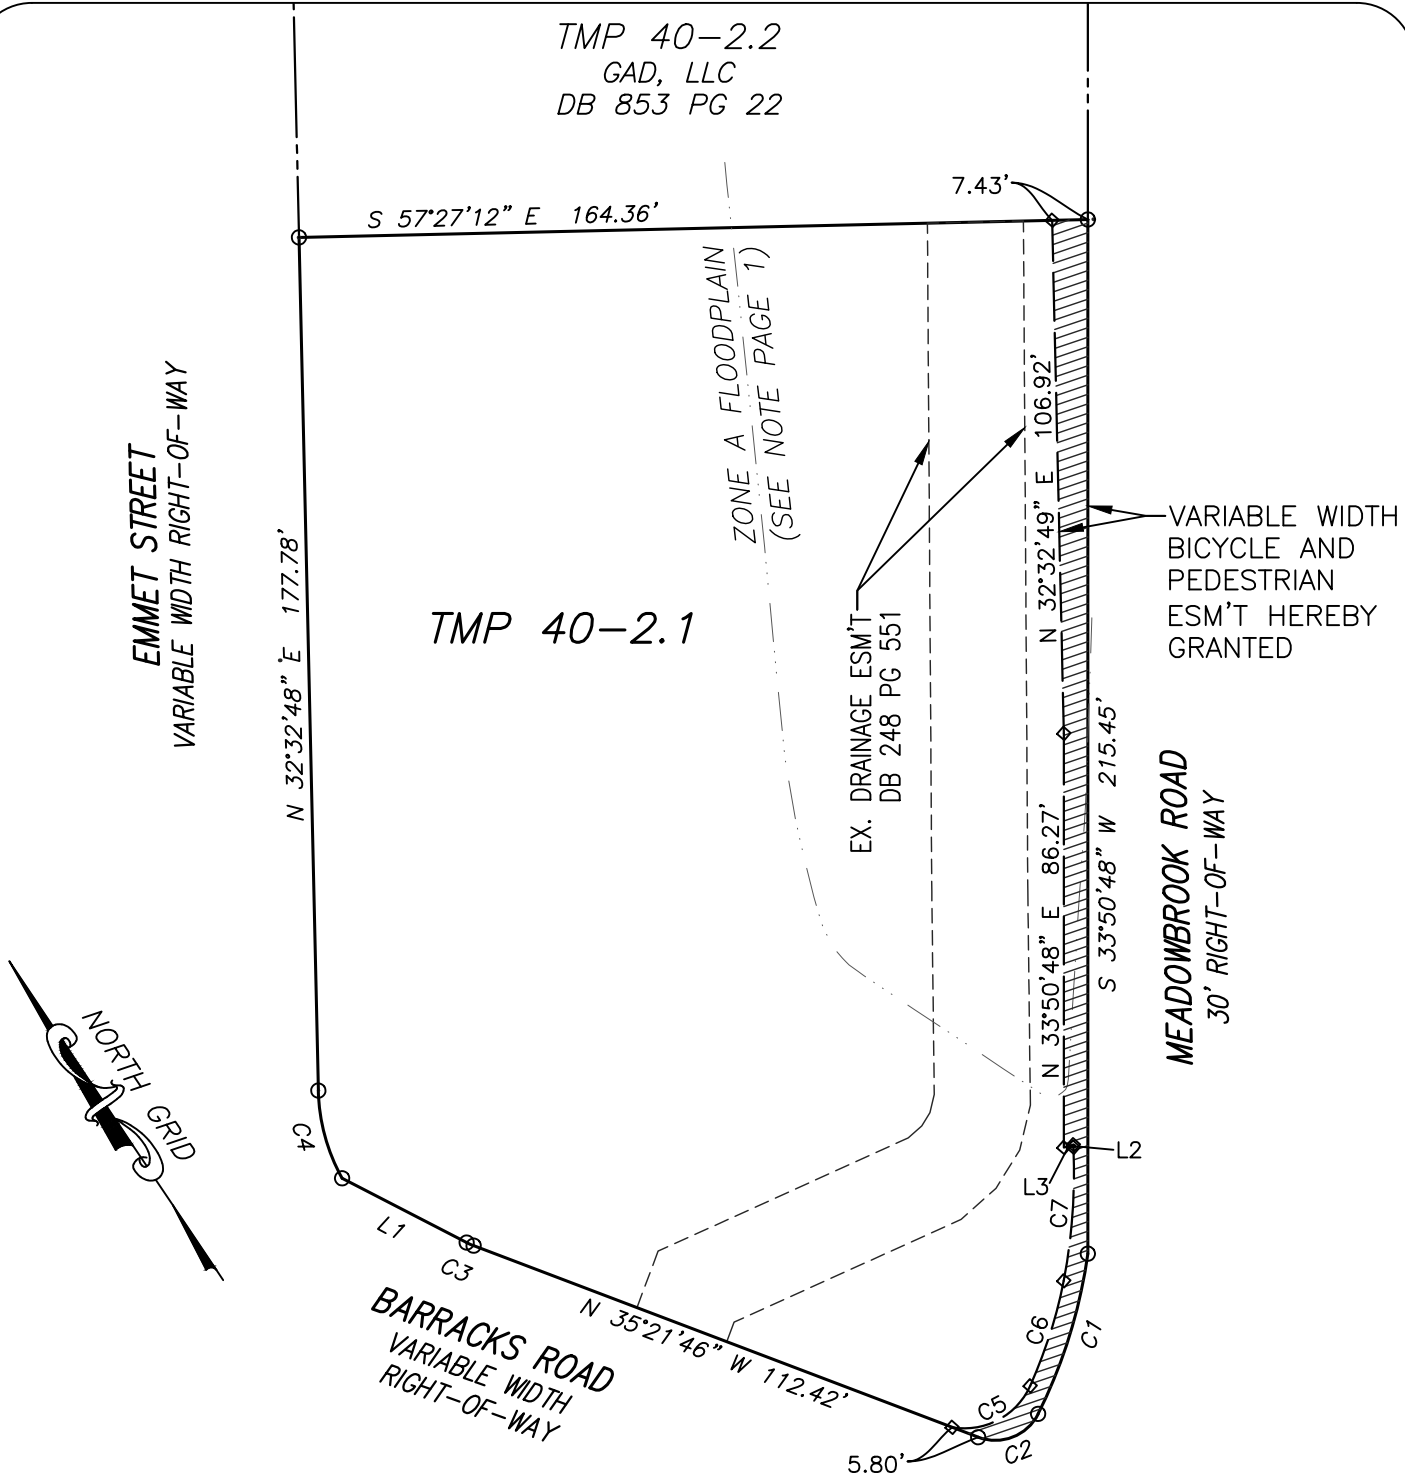 TMP 40-2.2
GAD, LLC
DB 853 PG 22
7.43'
S 57°27'12" E 164.36'
ZONE A FLOODPLAIN
(SEE NOTE PAGE 1)
N 32°32'49" E 106.92'
EMMET STREET
VARIABLE WIDTH RIGHT-OF-WAY
N 32°32'48" E 177.78'
VARIABLE WIDTH
BICYCLE AND
PEDESTRIAN
ESM'T HEREBY
GRANTED
TMP 40-2.1
EX. DRAINAGE ESM'T
DB 248 PG 551
N 33°50'48" E 86.27'
S 33°50'48" W 215.45'
MEADOWBROOK ROAD
30' RIGHT-OF-WAY
NORTH GRID
C4
L2
L3
C7
L1
C3
BARRACKS ROAD
VARIABLE WIDTH
RIGHT-OF-WAY
N 35°21'46" W 112.42'
C6
C1
C5
C2
5.80'